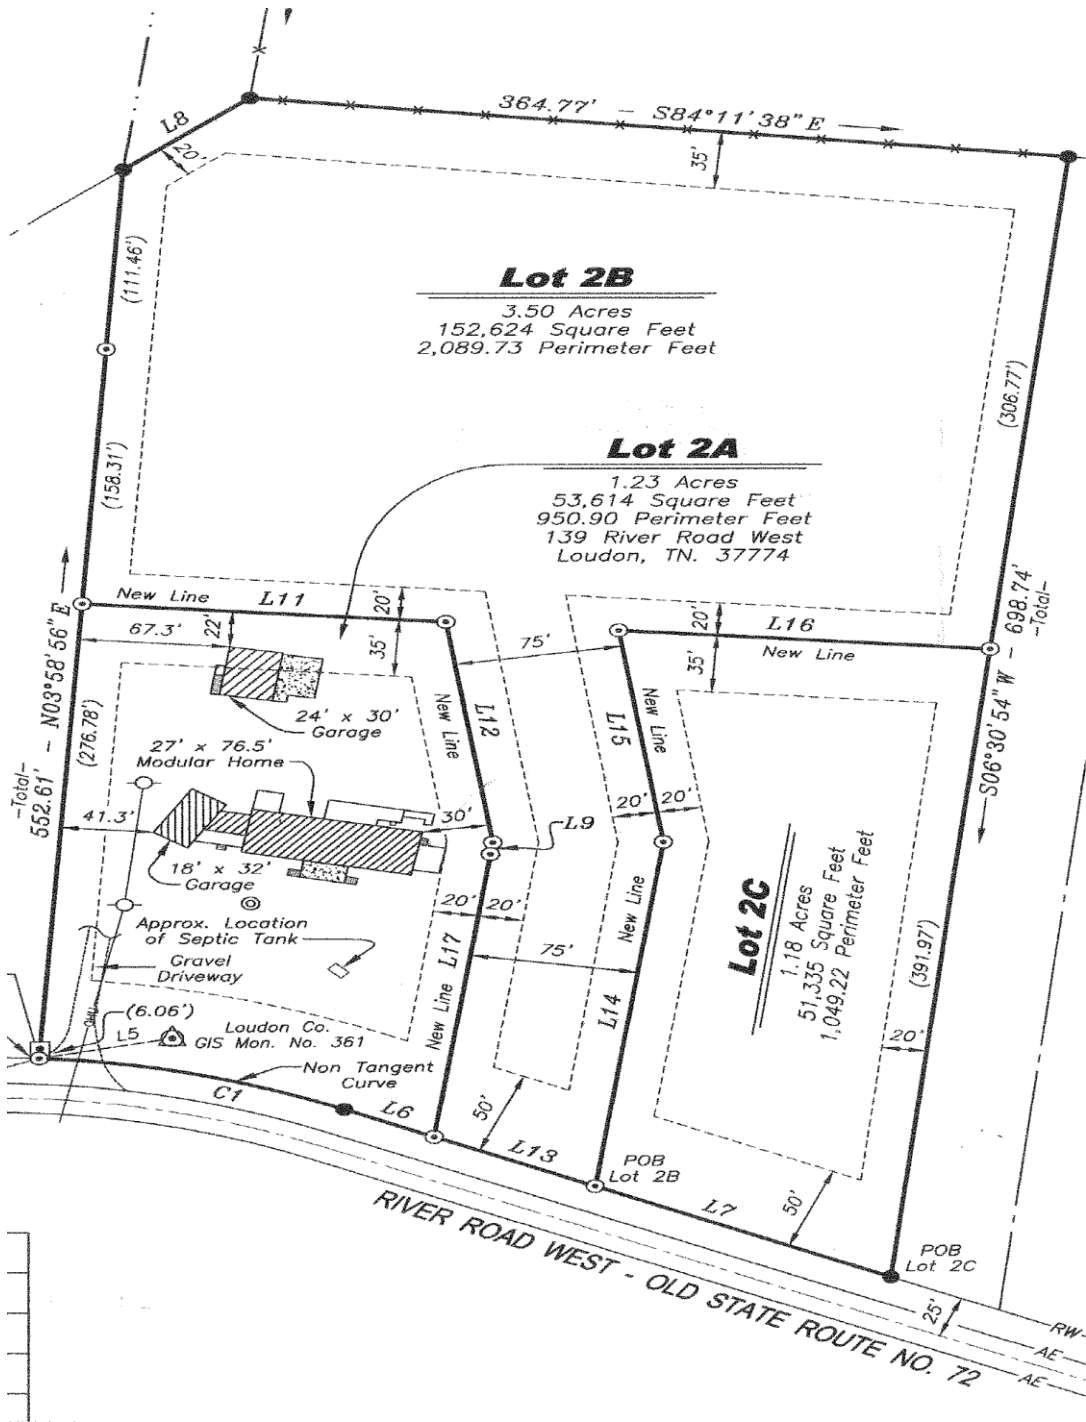 L8
364.77' - S84°11'38"E
20'
35'
(111.46')
Lot 2B
3.50 Acres
152,624 Square Feet
2,089.73 Perimeter Feet
(306.77')
(158.31')
Lot 2A
1.23 Acres
53,614 Square Feet
950.90 Perimeter Feet
139 River Road West
Loudon, TN. 37774
New Line
L11
20'
20'
L16
New Line
67.3'
22'
35'
75'
35'
698.74'
-Total-
S06°30'54"W
-Total-
552.61' - N03°58'56"E
(276.78')
24' x 30'
Garage
New Line
L12
L15
New Line
27' x 76.5'
Modular Home
20'
20'
41.3'
30'
L9
18' x 32'
Garage
20'
20'
Approx. Location
of Septic Tank
Gravel
Driveway
New Line
L17
75'
New Line
L14
Lot 2C
1.18 Acres
51,335 Square Feet
1,049.22 Perimeter Feet
(391.97')
20'
(6.06')
L5
OHU
Loudon Co.
GIS Mon. No. 361
Non Tangent
Curve
C1
L6
50'
L13
POB
Lot 2B
L7
50'
POB
Lot 2C
RIVER ROAD WEST - OLD STATE ROUTE NO. 72
25'
RW
AE
AE